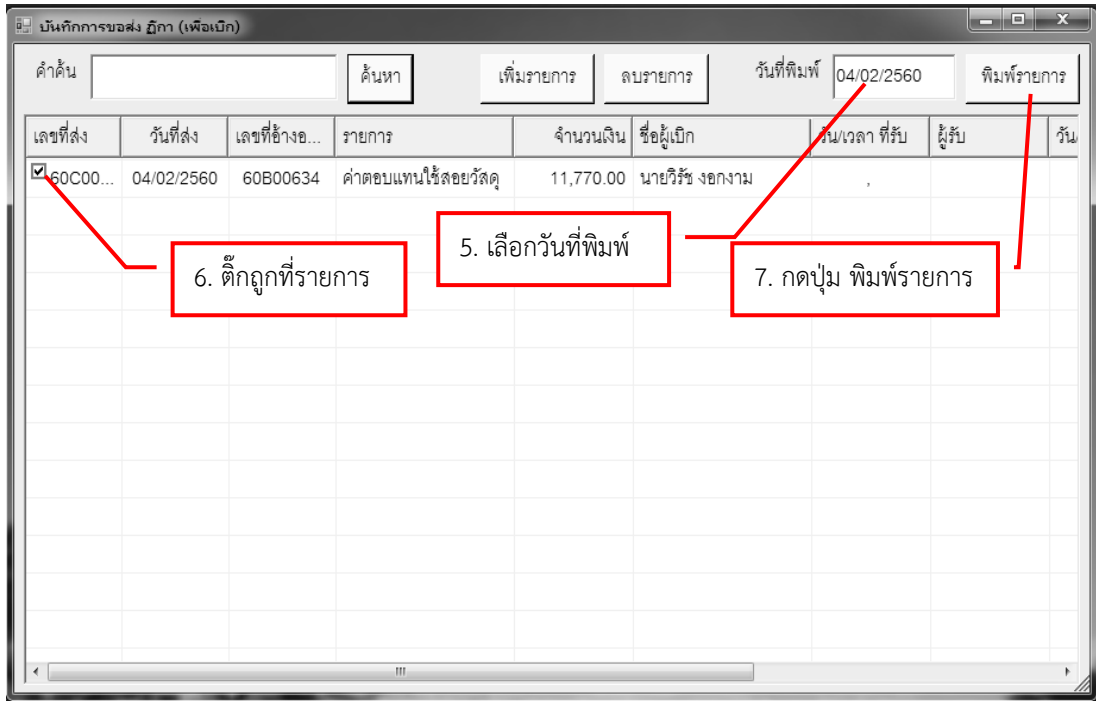 บันทึกการขอส่ง ฎีกา (เพื่อเบิก)
คำค้น ค้นหา เพิ่มรายการ ลบรายการ วันที่พิมพ์ 04/02/2560 พิมพ์รายการ
เลขที่ส่ง วันที่ส่ง เลขที่อ้างอ... รายการ จำนวนเงิน ชื่อผู้เบิก วัน/เวลา ที่รับ ผู้รับ วัน/
60C00... 04/02/2560 60B00634 ค่าตอบแทนใช้สอยวัสดุ 11,770.00 นายวิรัช งอกงาม ,
5. เลือกวันที่พิมพ์
6. ติ๊กถูกที่รายการ
7. กดปุ่ม พิมพ์รายการ